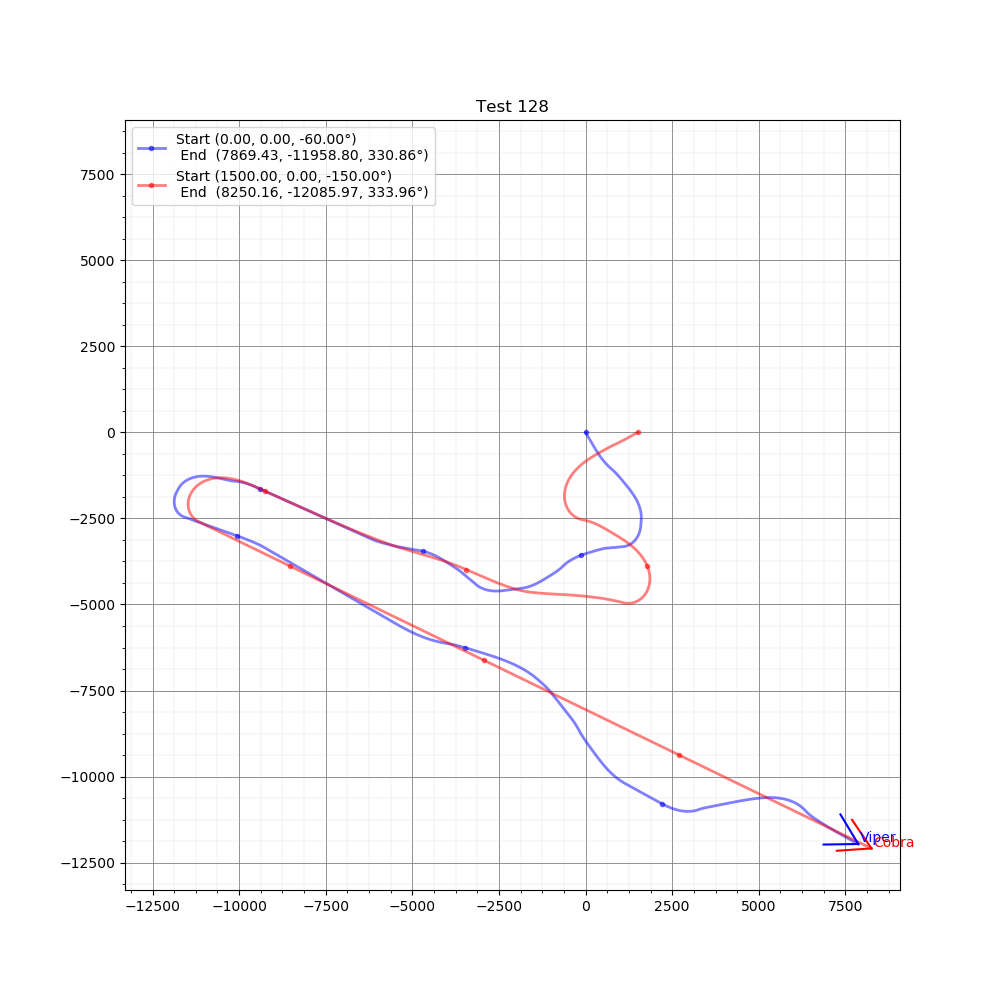 Test 128
Start (0.00, 0.00, -60.00°)
End  (7869.43, -11958.80, 330.86°)
Start (1500.00, 0.00, -150.00°)
End  (8250.16, -12085.97, 333.96°)
7500
5000
2500
0
−2500
−5000
−7500
−10000
−12500
Viper
Cobra
−12500 −10000 −7500 −5000 −2500 0 2500 5000 7500